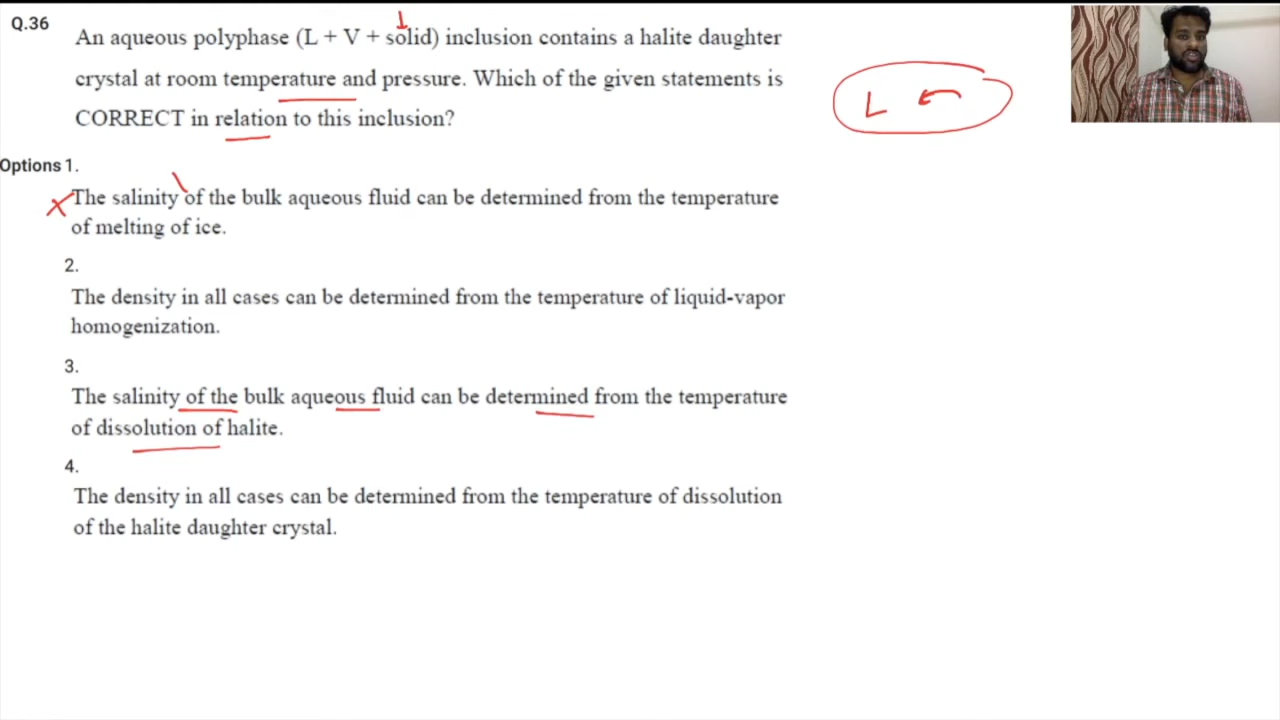 Q.36
An aqueous polyphase (L + V + solid) inclusion contains a halite daughter
crystal at room temperature and pressure. Which of the given statements is
CORRECT in relation to this inclusion?
L
Options 1.
The salinity of the bulk aqueous fluid can be determined from the temperature
of melting of ice.
2.
The density in all cases can be determined from the temperature of liquid-vapor
homogenization.
3.
The salinity of the bulk aqueous fluid can be determined from the temperature
of dissolution of halite.
4.
The density in all cases can be determined from the temperature of dissolution
of the halite daughter crystal.